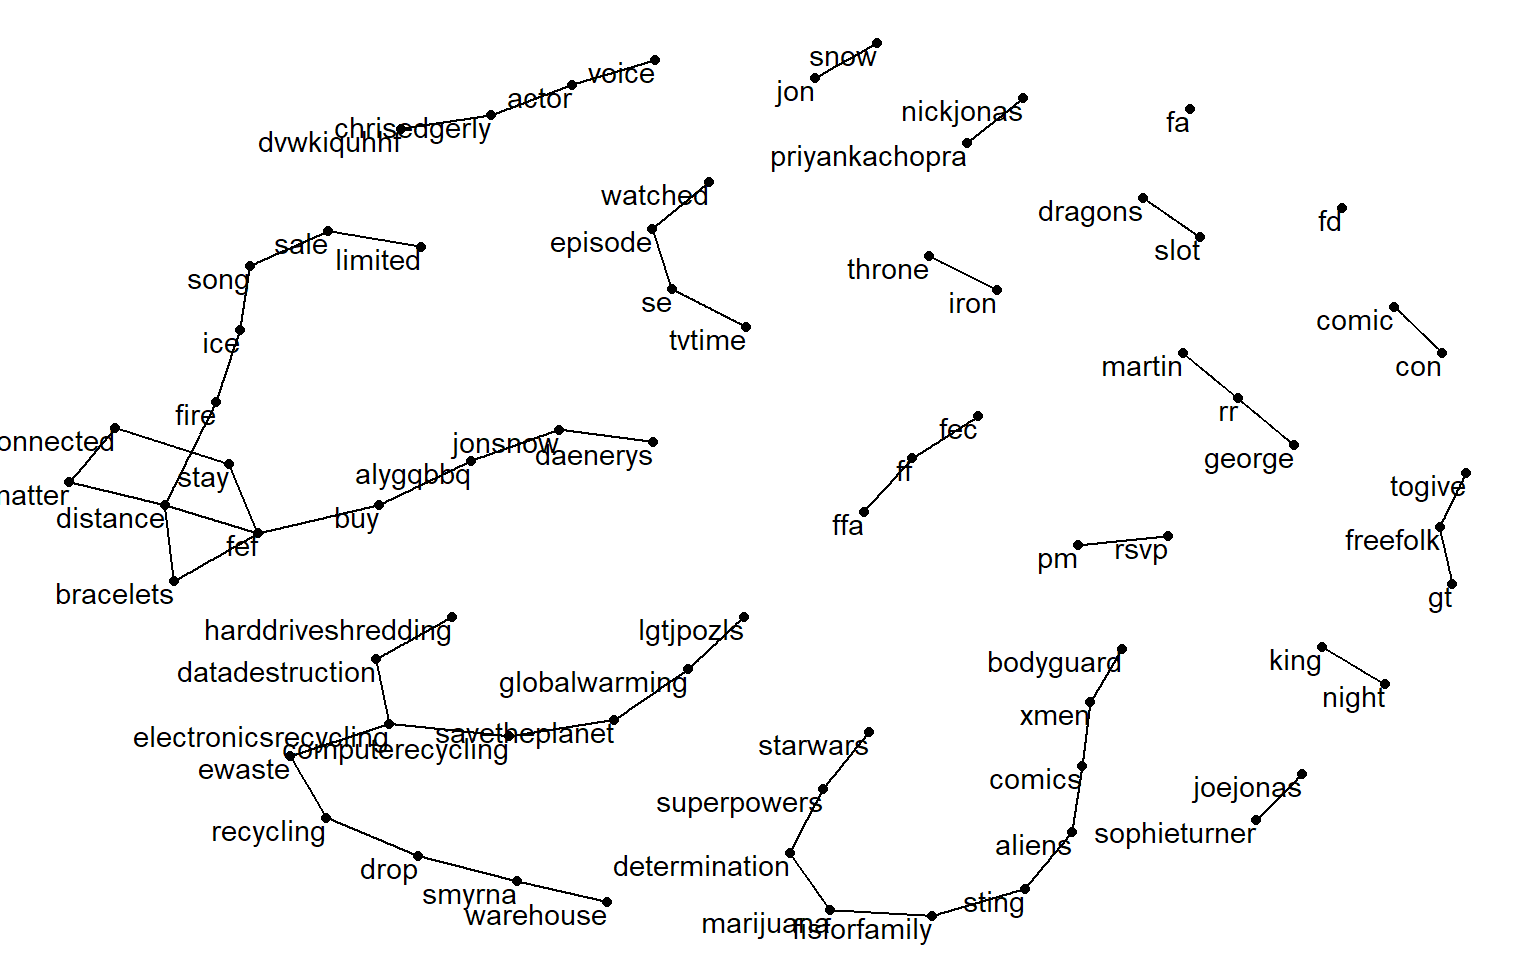 snow
voice
jon
actor
nickjonas
fa
chrisedgerly
dvwkiquhhf
priyankachopra
watched
dragons
fd
sale
episode
slot
limited
throne
song
se
iron
comic
ice
tvtime
martin
con
fire
rr
onnected
jonsnow
fec
daenerys
george
stay
alygqbbq
ff
togive
natter
distance
buy
ffa
freefolk
fef
rsvp
pm
bracelets
gt
harddriveshredding
lgtjpozls
datadestruction
globalwarming
bodyguard
king
night
xmen
electronicsrecycling
savetheplanet
computerecycling
starwars
ewaste
comics
joejonas
superpowers
recycling
sophieturner
aliens
drop
determination
smyrna
sting
warehouse
marijuana
fisforfamily